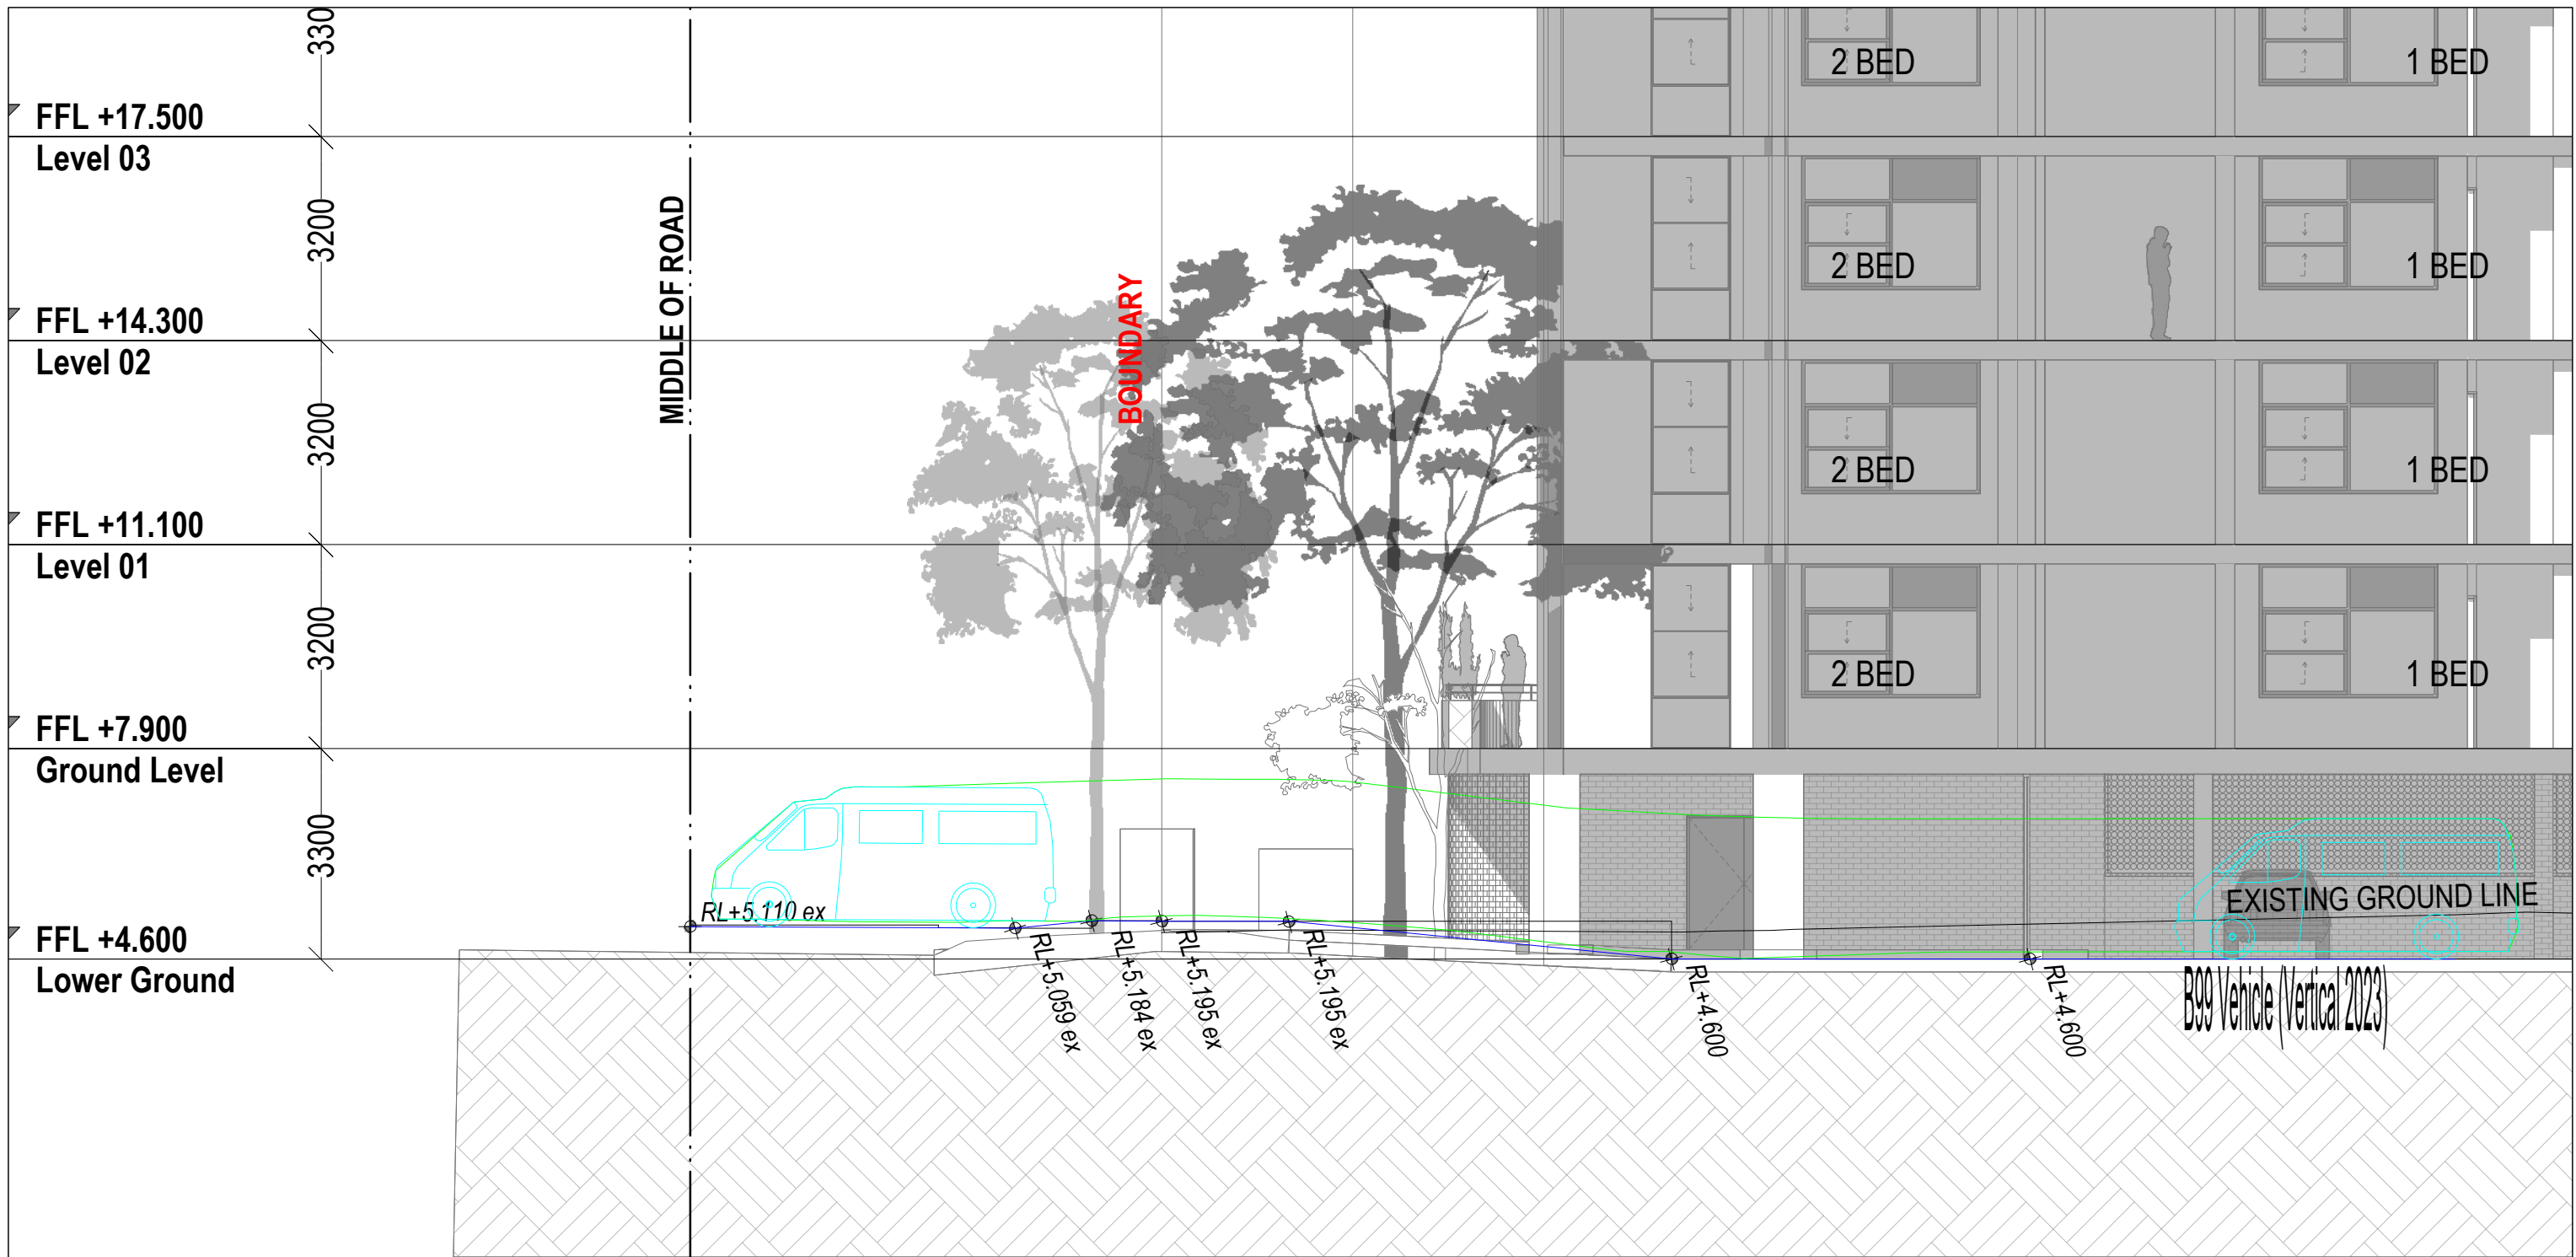 330
FFL +17.500
Level 03
3200
FFL +14.300
Level 02
3200
FFL +11.100
Level 01
3200
FFL +7.900
Ground Level
3300
FFL +4.600
Lower Ground
MIDDLE OF ROAD
BOUNDARY
2 BED
1 BED
2 BED
1 BED
2 BED
1 BED
2 BED
1 BED
EXISTING GROUND LINE
RL+5.110 ex
RL+5.059 ex
RL+5.184 ex
RL+5.195 ex
RL+5.195 ex
RL+4.600
RL+4.600
B99 Vehicle (Vertical 2023)